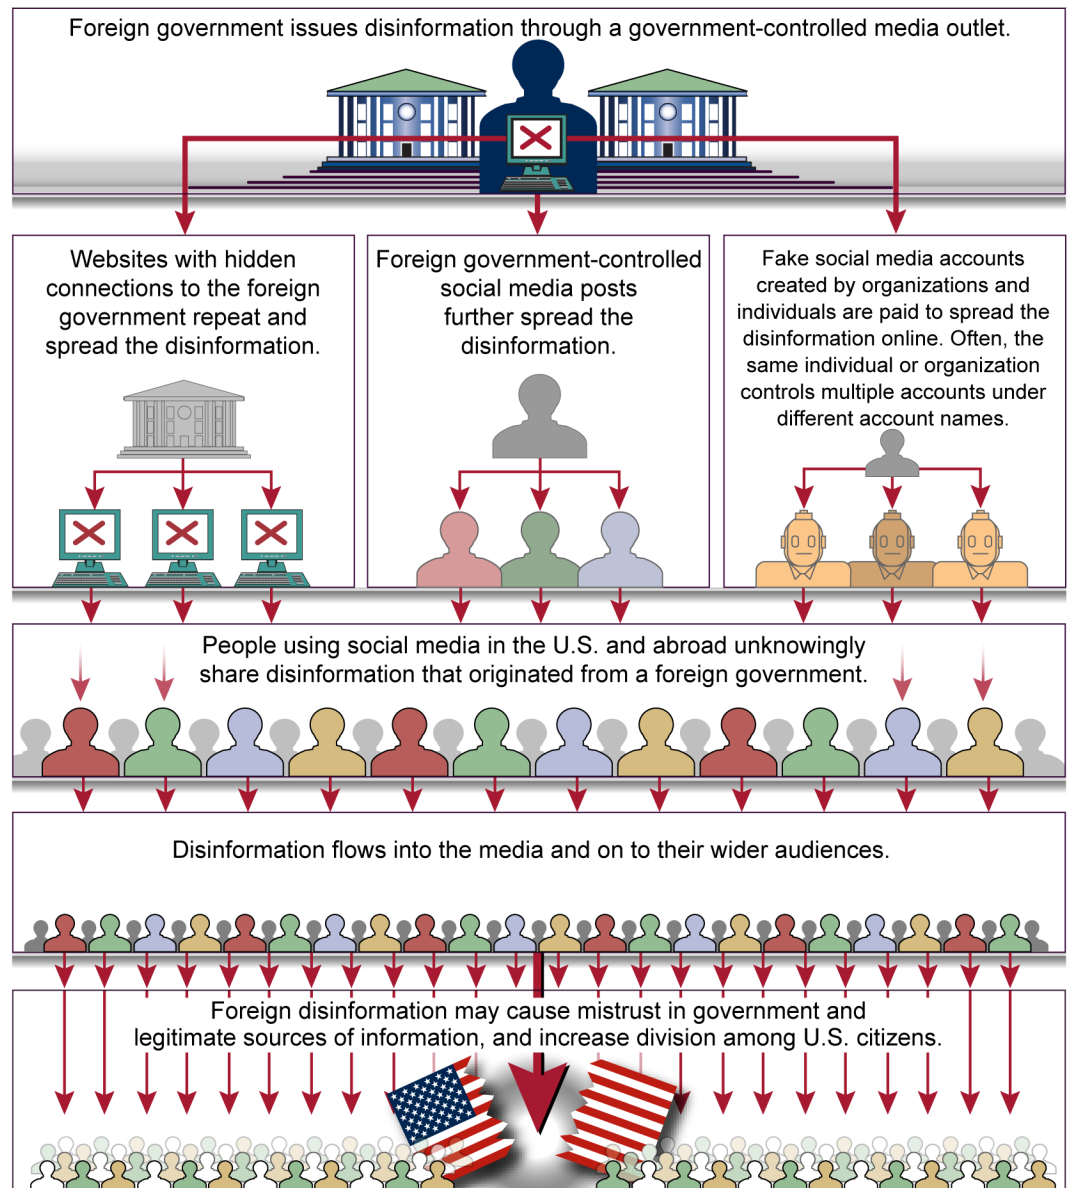 Foreign government issues disinformation through a government-controlled media outlet.
Websites with hidden
connections to the foreign
government repeat and
spread the disinformation.
Foreign government-controlled
social media posts
further spread the
disinformation.
Fake social media accounts
created by organizations and
individuals are paid to spread the
disinformation online. Often, the
same individual or organization
controls multiple accounts under
different account names.
People using social media in the U.S. and abroad unknowingly
share disinformation that originated from a foreign government.
Disinformation flows into the media and on to their wider audiences.
Foreign disinformation may cause mistrust in government and
legitimate sources of information, and increase division among U.S. citizens.